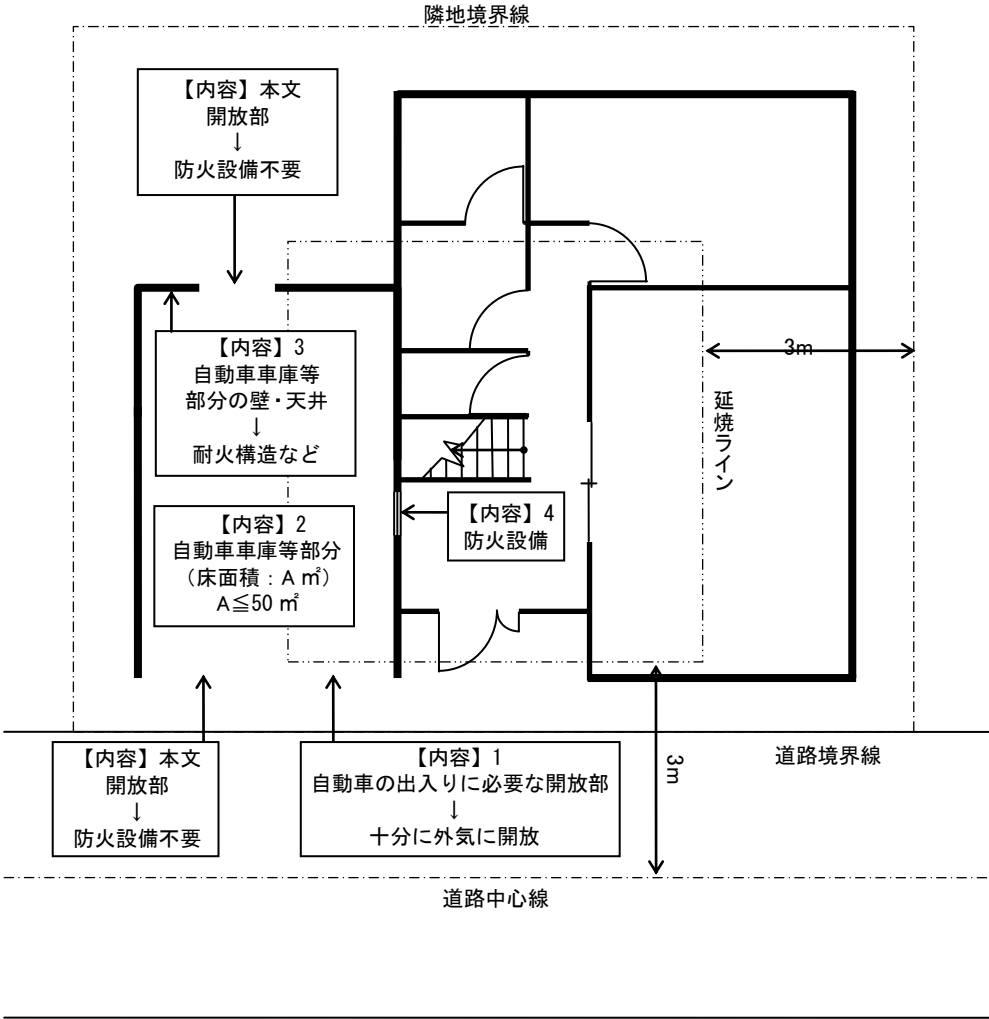 隣地境界線
【内容】本文
開放部
↓
防火設備不要
【内容】3
自動車車庫等
部分の壁・天井
↓
耐火構造など
3m
延焼ライン
【内容】2
自動車車庫等部分
（床面積：A㎡）
A≦50㎡
【内容】4
防火設備
【内容】本文
開放部
↓
防火設備不要
【内容】1
自動車の出入りに必要な開放部
↓
十分に外気に開放
3m
道路境界線
道路中心線